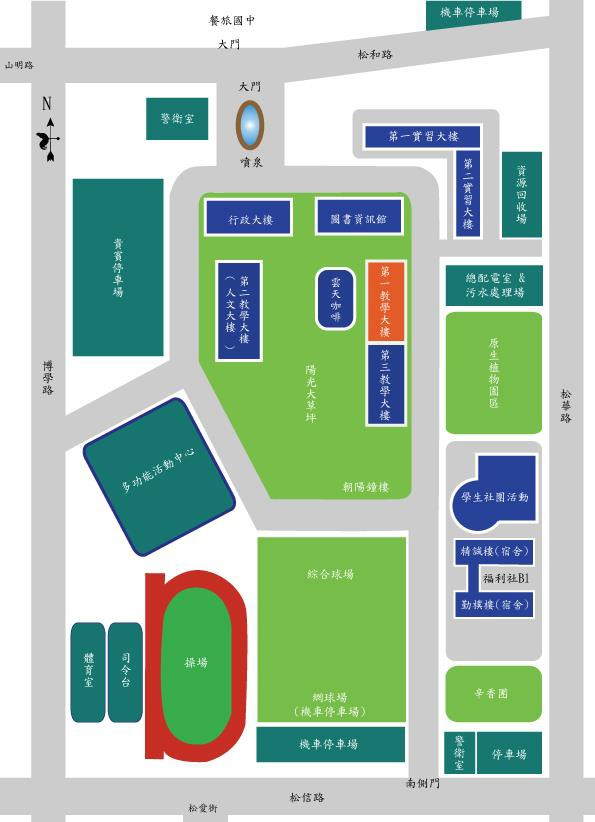 機車停車場
餐旅國中
大門
松和路
山明路
大門
N
警衛室
噴泉
第一實習大樓
第二實習大樓
資源回收場
行政大樓
圖書資訊館
貴賓停車場
第二教學大樓
（人文大樓）
雲天咖啡
第一教學大樓
總配電室 &
污水處理場
第三教學大樓
陽光大草坪
原生植物園區
博學路
松華路
多功能活動中心
朝陽鐘樓
學生社團活動
精誠樓(宿舍)
福利社B1
勤樸樓(宿舍)
綜合球場
體育室
司令台
操場
網球場
(機車停車場)
辛香園
機車停車場
警衛室
停車場
南側門
松信路
松愛街